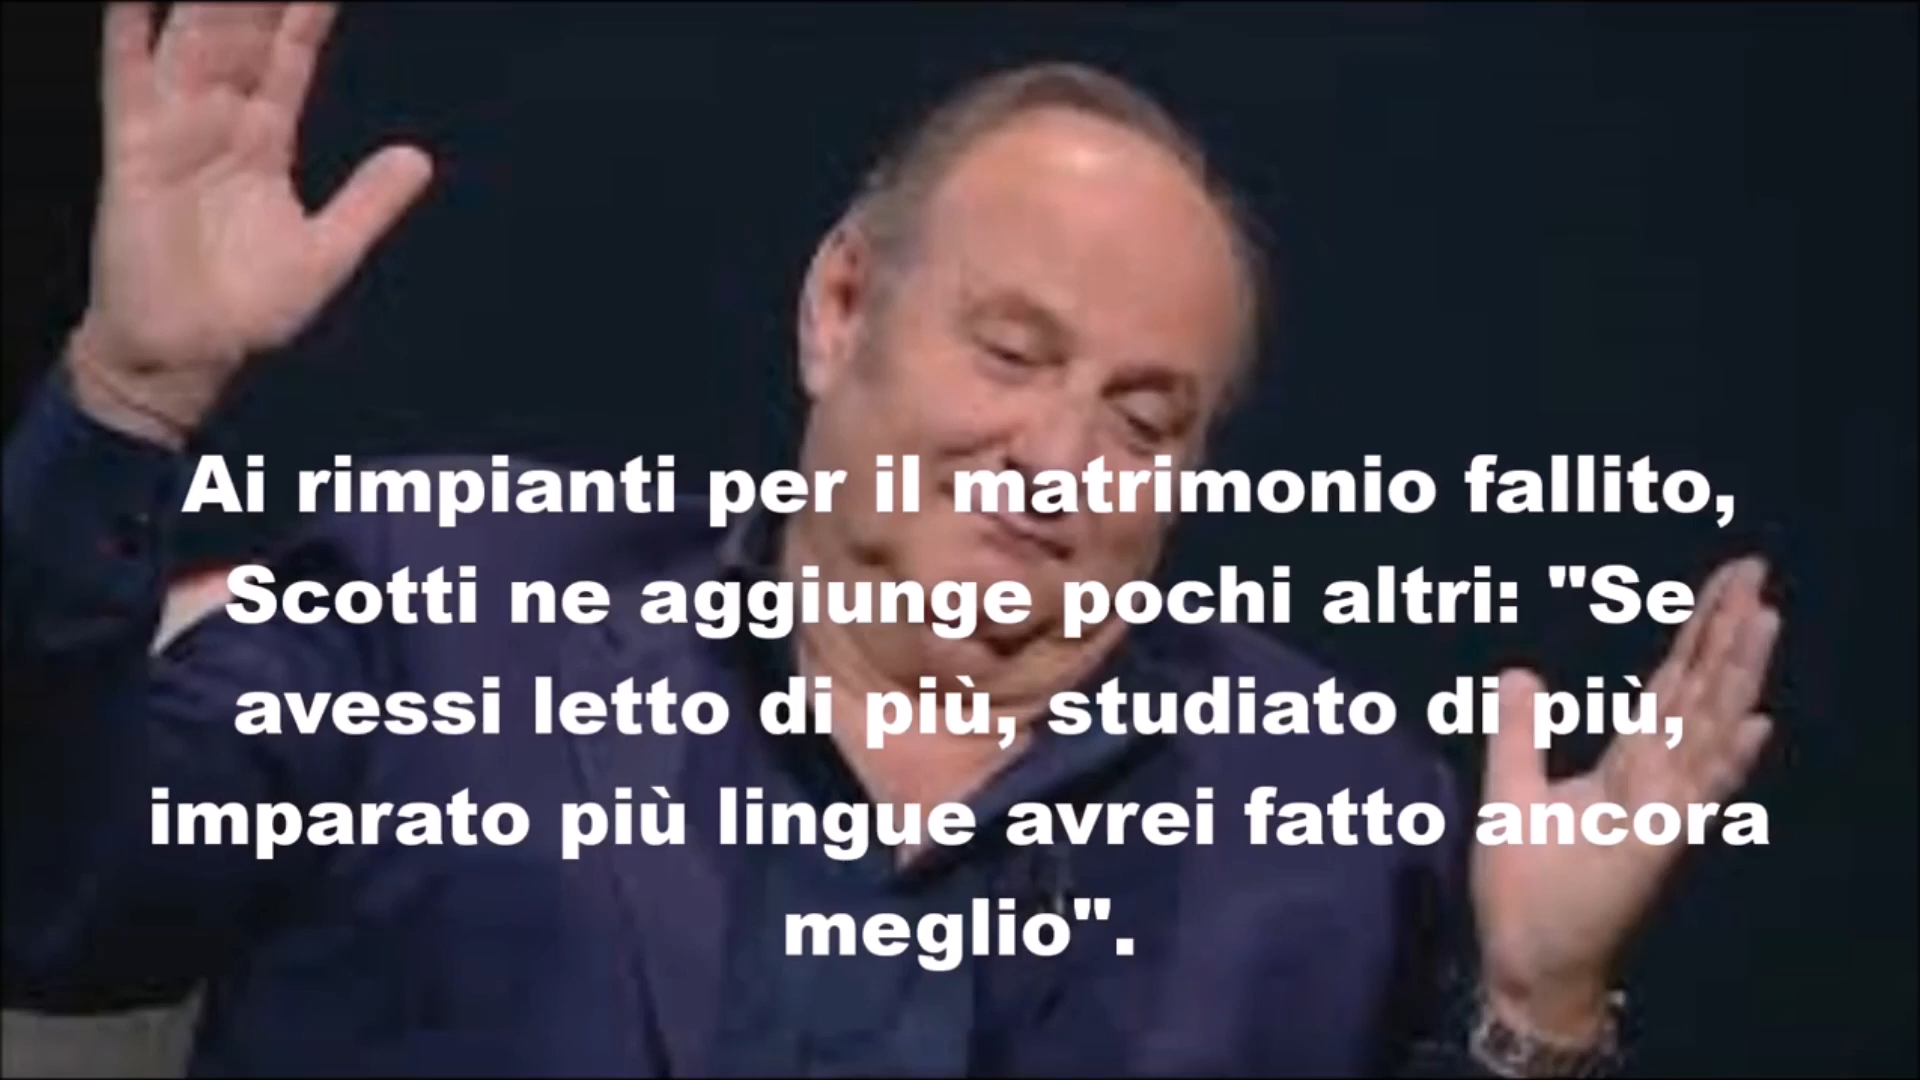 Ai rimpianti per il matrimonio fallito,
Scotti ne aggiunge pochi altri: "Se
avessi letto di più, studiato di più,
imparato più lingue avrei fatto ancora
meglio".